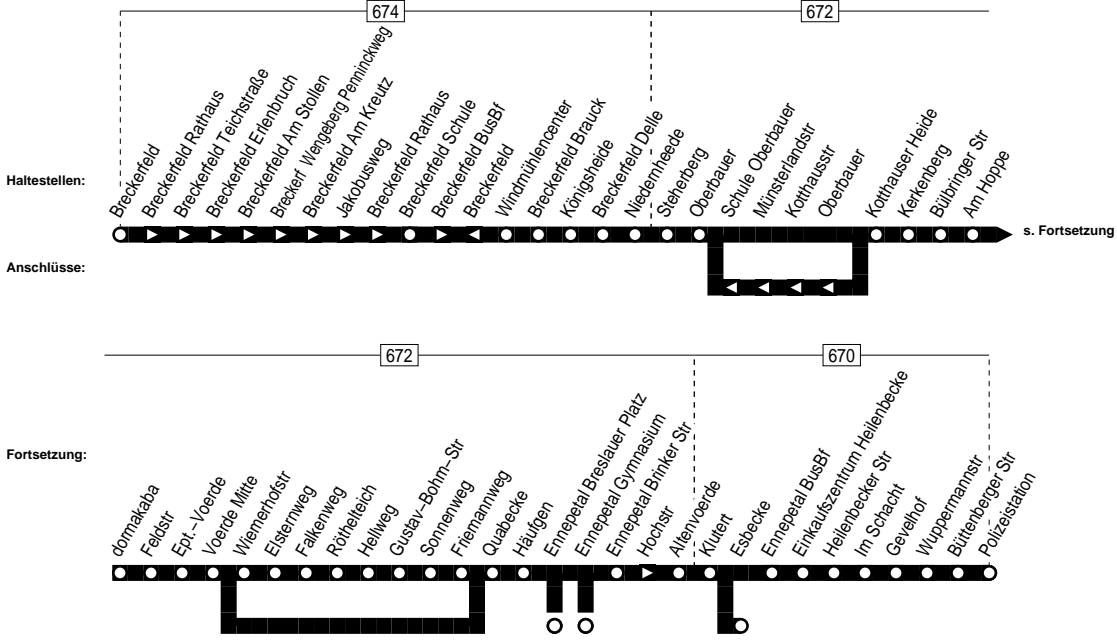 674
672
Haltestellen:
Breckerfeld
Breckerfeld Rathaus
Breckerfeld Teichstraße
Breckerfeld Erlenbruch
Breckerfeld Am Stollen
Breckerf Wengeberg Penninckweg
Breckerfeld Am Kreutz
Jakobusweg
Breckerfeld Rathaus
Breckerfeld Schule
Breckerfeld BusBf
Breckerfeld
Windmühlencenter
Breckerfeld Brauck
Königsheide
Breckerfeld Delle
Niedernheede
Steherberg
Oberbauer
Schule Oberbauer
Münsterlandstr
Kotthausstr
Oberbauer
Kotthauser Heide
Kerkenberg
Bülbringer Str
Am Hoppe
s. Fortsetzung
Anschlüsse:
672
670
Fortsetzung:
dormakaba
Feldstr
Ept.-Voerde
Voerde Mitte
Wiemerhofstr
Elsternweg
Falkenweg
Röthelteich
Hellweg
Gustav-Bohm-Str
Sonnenweg
Friemannweg
Quabecke
Häufgen
Ennepetal Breslauer Platz
Ennepetal Gymnasium
Ennepetal Brinker Str
Hochstr
Altenvoerde
Klutert
Esbecke
Ennepetal BusBf
Einkaufszentrum Heilenbecke
Heilenbecker Str
Im Schacht
Gevelhof
Wuppermannstr
Büttenberger Str
Polizeistation